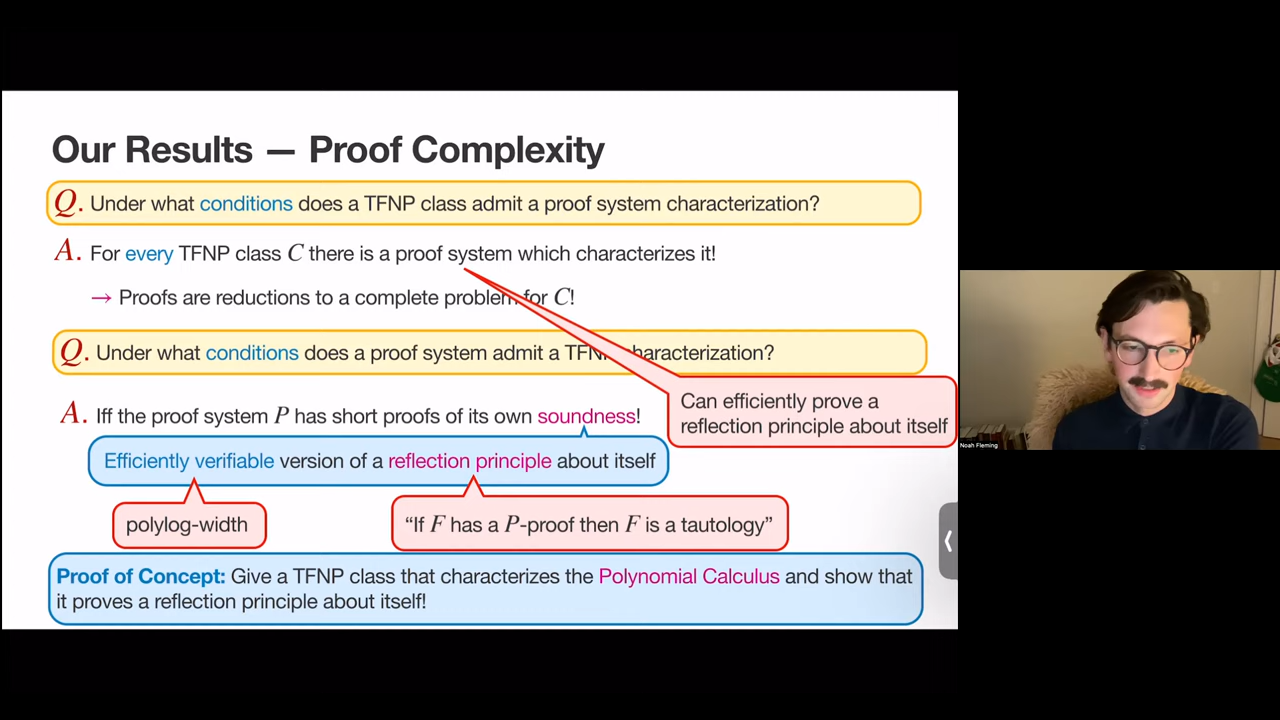 Our Results — Proof Complexity
Q. Under what conditions does a TFNP class admit a proof system characterization?
A. For every TFNP class C there is a proof system which characterizes it!
→ Proofs are reductions to a complete problem for C!
Q. Under what conditions does a proof system admit a TFNP characterization?
Can efficiently prove a
reflection principle about itself
A. Iff the proof system P has short proofs of its own soundness!
Efficiently verifiable version of a reflection principle about itself
polylog-width
“If F has a P-proof then F is a tautology”
Proof of Concept: Give a TFNP class that characterizes the Polynomial Calculus and show that
it proves a reflection principle about itself!
Noah Fleming